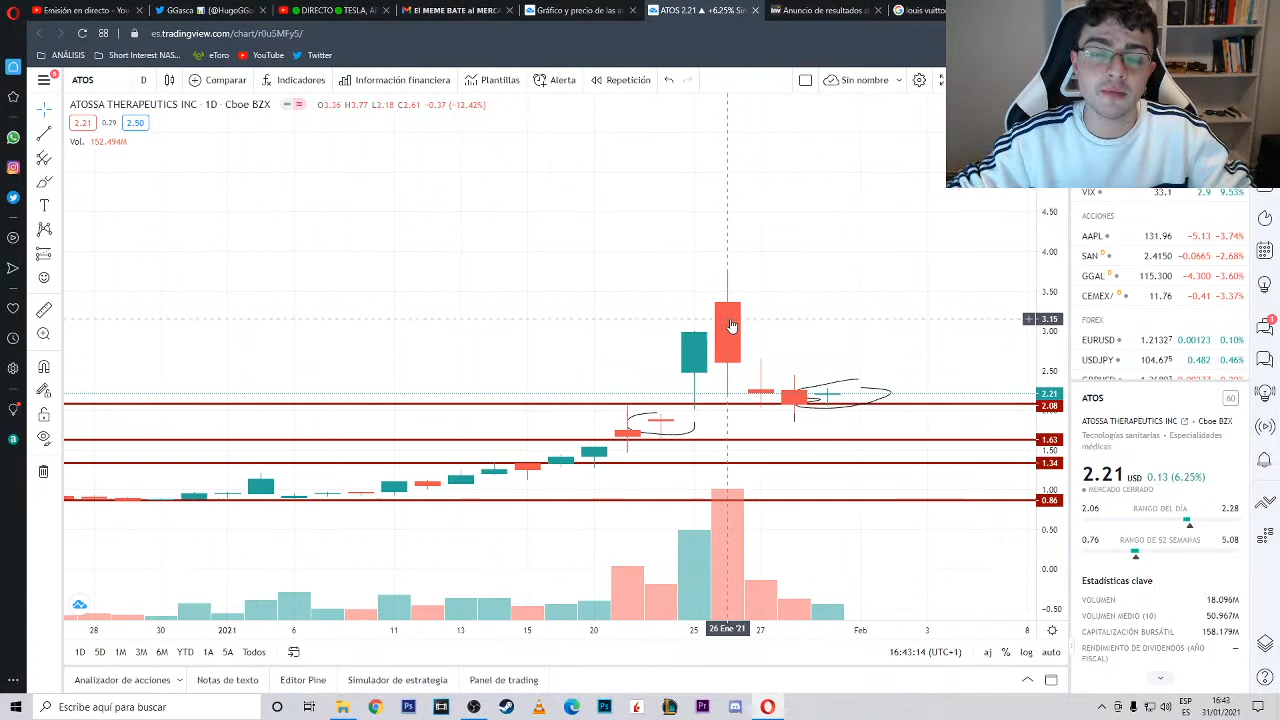 Emisión en directo - You
GGasca (@HugoGGas
DIRECTO TESLA, A
El MEME BATE al MERCA
Gráfico y precio de las ac
ATOS 2.21 ▲ +6.25% Sin n
Anuncio de resultados d
louis vuitto
88
es.tradingview.com/chart/r0u5MFy5/
ANÁLISIS
Short Interest NAS...
eToro
YouTube
Twitter
6
ATOS
D
Comparar
Indicadores
Información financiera
Plantillas
Alerta
Repetición
Sin nombre
ATOSSA THERAPEUTICS INC · 1D · Cboe BZX
O3.36 H3.77 L2.18 C2.61 -0.37 (-12.42%)
2.21 0.29 2.50
Vol. 152.494M
4.50
4.00
3.50
3.15
3.00
2.50
2.21
2.08
1.63
1.50
1.34
1.00
0.86
0.50
0.00
-0.50
28 30 2021 6 11 13 15 18 20 25 26 Ene '21 27 Feb 3 8
VIX 33.1 2.9 9.53%
ACCIONES
AAPL 131.96 -5.13 -3.74%
SAN D 2.4150 -0.0665 -2.68%
GGAL D 115.300 -4.300 -3.60%
CEMEX/ D 11.76 -0.41 -3.37%
FOREX
EURUSD 1.21327 0.00123 0.10%
USDJPY 104.675 0.482 0.46%
ATOS 60
ATOSSA THERAPEUTICS INC Cboe BZX
Tecnologías sanitarias • Especialidades
médicas
2.21 USD 0.13 (6.25%)
MERCADO CERRADO
2.06 RANGO DEL DÍA 2.28
0.76 RANGO DE 52 SEMANAS 5.08
Estadísticas clave
VOLUMEN 18.096M
VOLUMEN MEDIO (10) 50.967M
CAPITALIZACIÓN BURSÁTIL 158.179M
RENDIMIENTO DE DIVIDENDOS (AÑO —
FISCAL)
1
1D 5D 1M 3M 6M YTD 1A 5A Todos
16:43:14 (UTC+1) aj % log auto
Analizador de acciones
Notas de texto
Editor Pine
Simulador de estrategia
Panel de trading
Escribe aquí para buscar
ESP
ES
16:43
31/01/2021